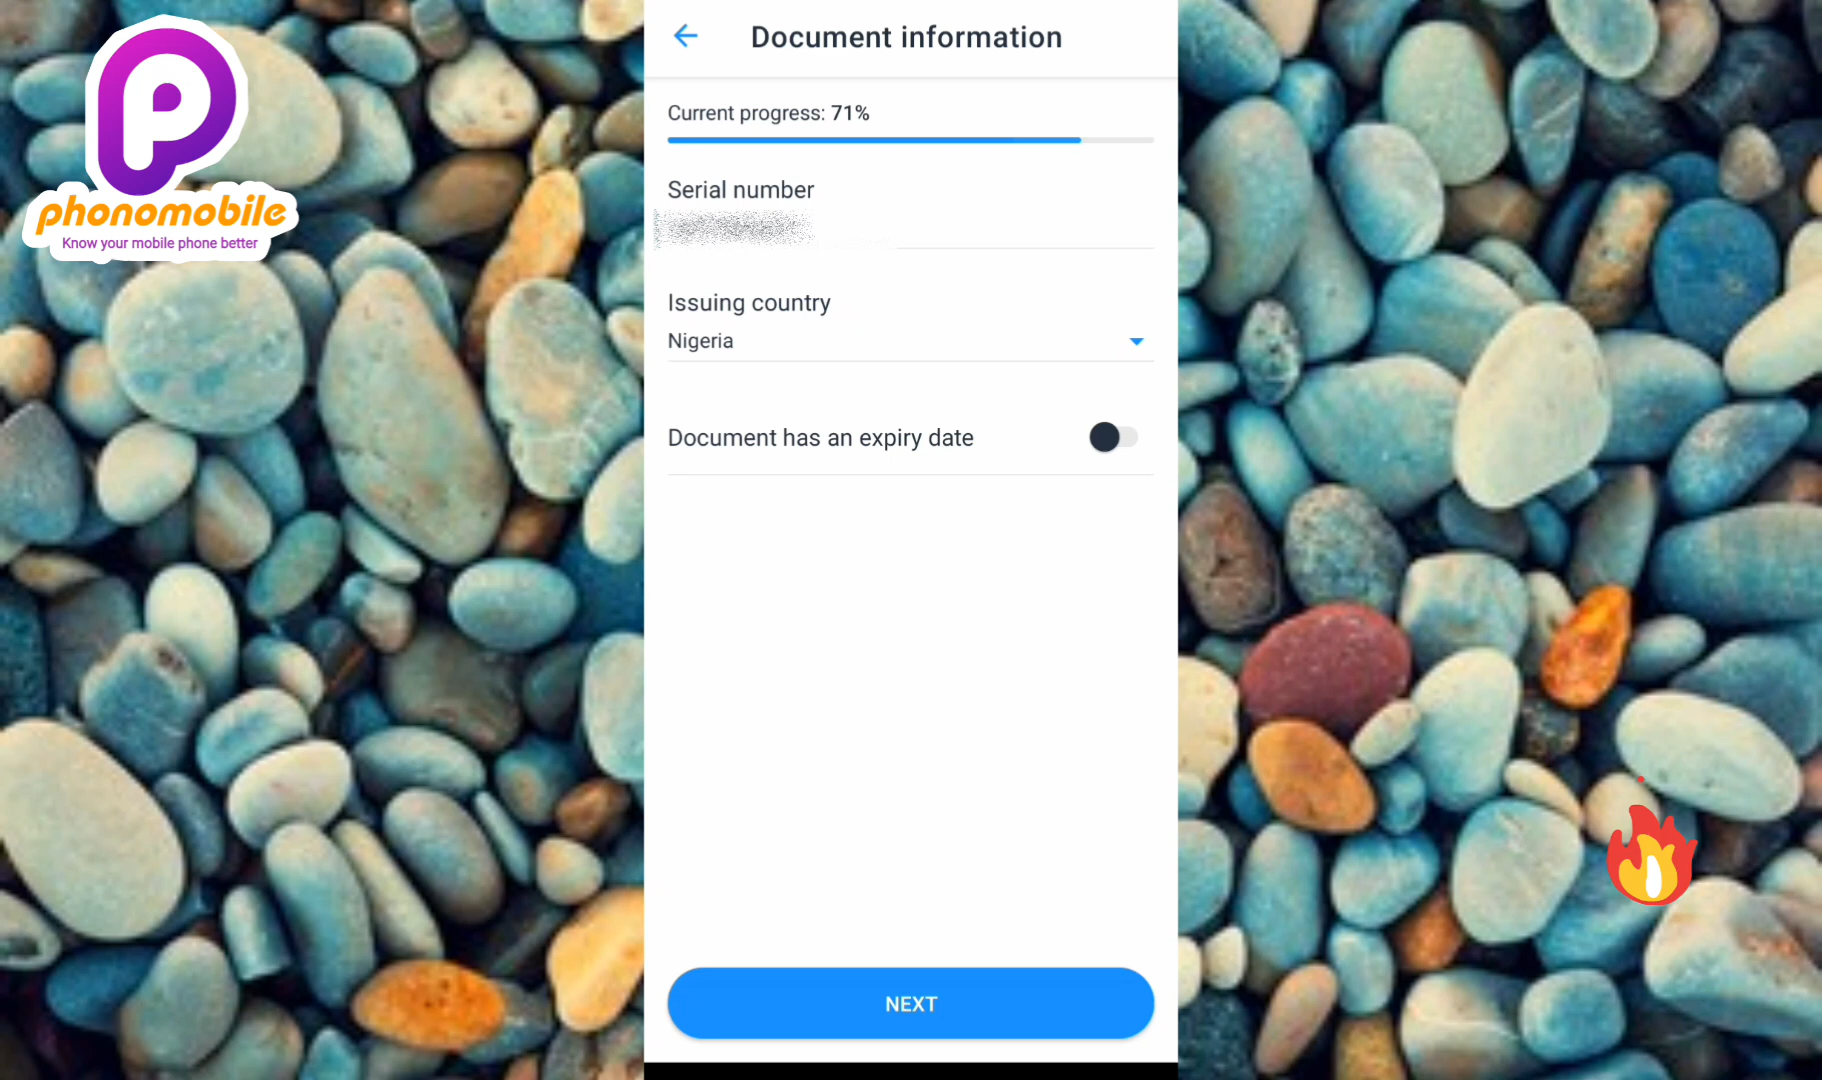 phonomobile
Know your mobile phone better
Document information
Current progress: 71%
Serial number
Issuing country
Nigeria
Document has an expiry date
NEXT